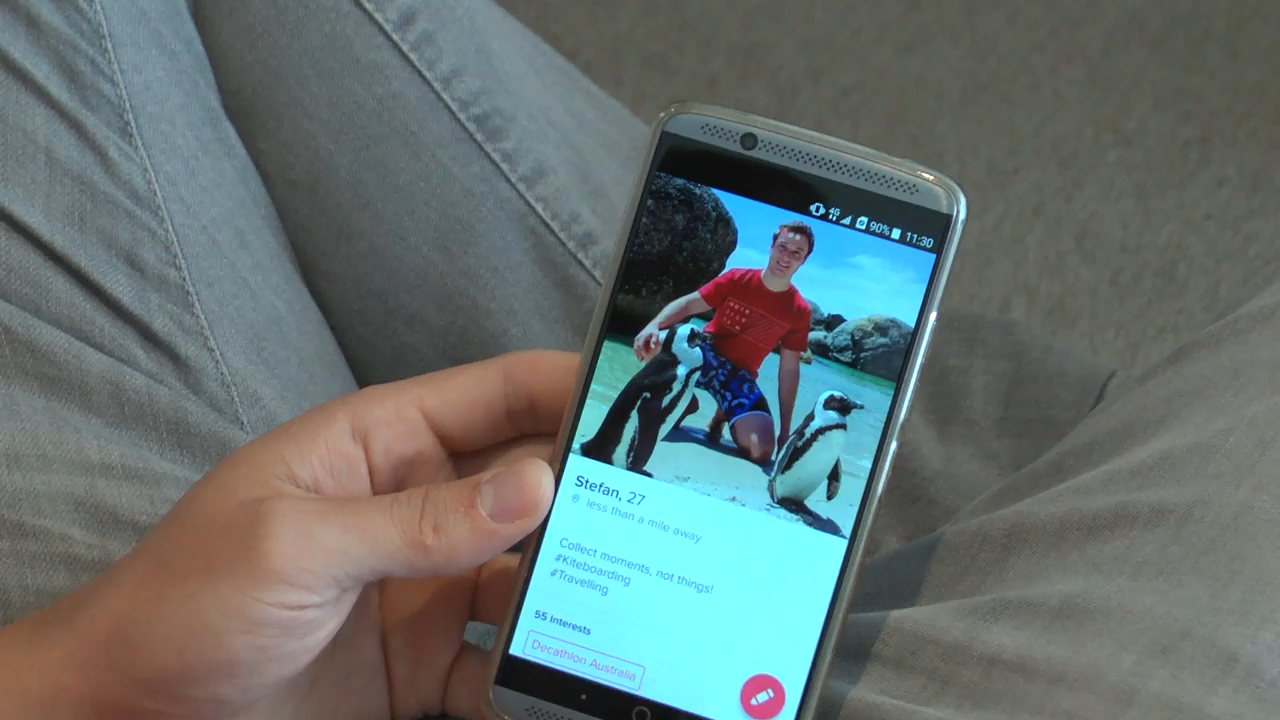 4G 90% 11:30
Stefan, 27
less than a mile away
Collect moments, not things!
#Kiteboarding
#Travelling
55 Interests
Decathlon Australia